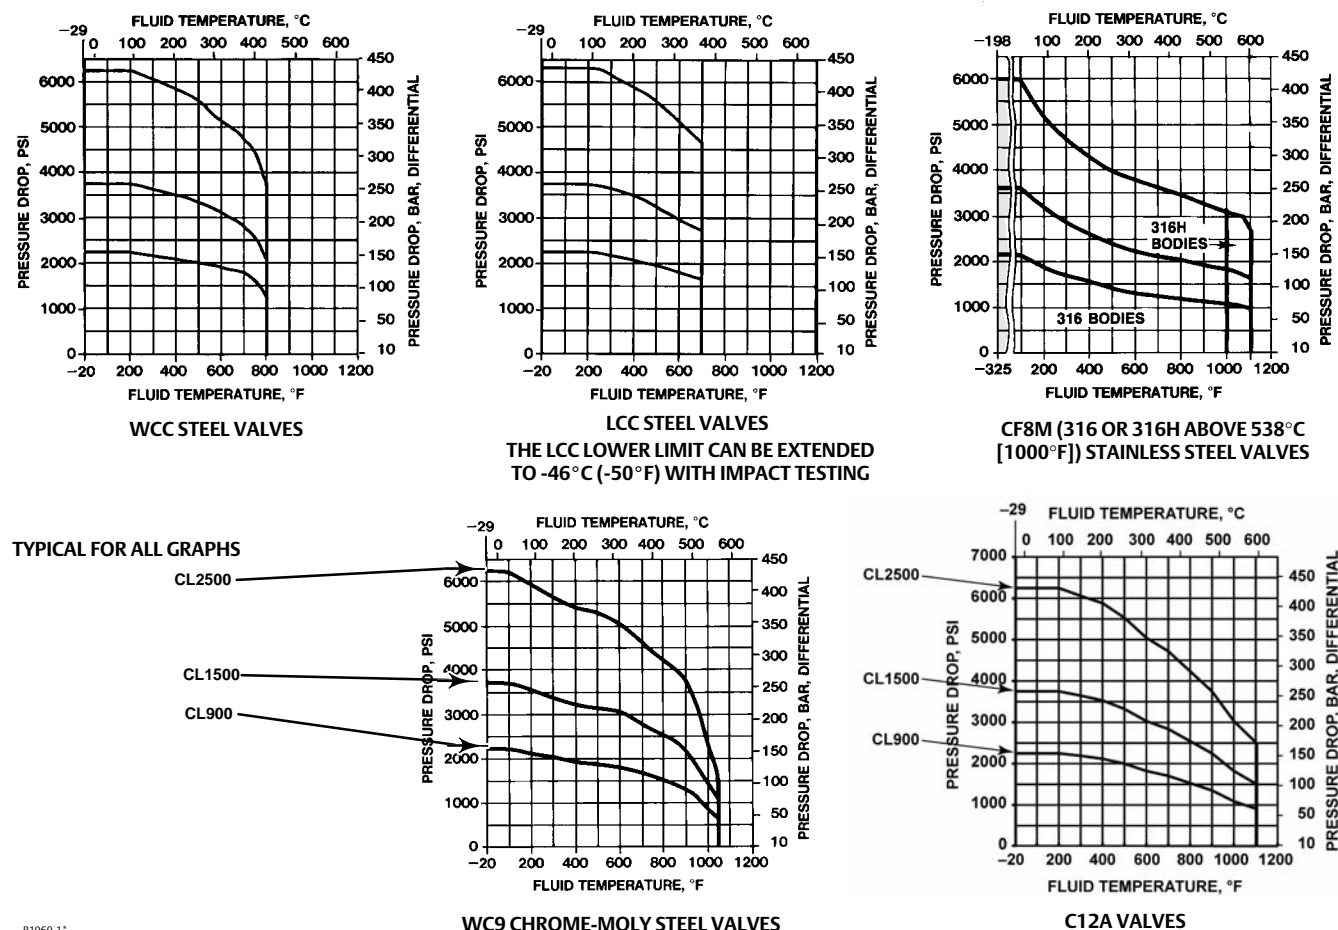 FLUID TEMPERATURE, °C
–29
0 100 200 300 400 500 600
6000
5000
4000
3000
2000
1000
0
PRESSURE DROP, PSI
450
400
350
300
250
200
150
100
50
10
PRESSURE DROP, BAR, DIFFERENTIAL
–20 200 400 600 800 1000 1200
FLUID TEMPERATURE, °F
WCC STEEL VALVES
FLUID TEMPERATURE, °C
–29
0 100 200 300 400 500 600
6000
5000
4000
3000
2000
1000
0
PRESSURE DROP, PSI
450
400
350
300
250
200
150
100
50
10
PRESSURE DROP, BAR, DIFFERENTIAL
–20 200 400 600 800 1000 1200
FLUID TEMPERATURE, °F
LCC STEEL VALVES
THE LCC LOWER LIMIT CAN BE EXTENDED
TO -46°C (-50°F) WITH IMPACT TESTING
FLUID TEMPERATURE, °C
–198
100 200 300 400 500 600
6000
5000
4000
3000
2000
1000
0
PRESSURE DROP, PSI
316H
BODIES
316 BODIES
450
400
350
300
250
200
150
100
50
10
PRESSURE DROP, BAR, DIFFERENTIAL
–325 200 400 600 800 1000 1200
FLUID TEMPERATURE, °F
CF8M (316 OR 316H ABOVE 538°C
[1000°F]) STAINLESS STEEL VALVES
TYPICAL FOR ALL GRAPHS
CL2500
CL1500
CL900
FLUID TEMPERATURE, °C
–29
0 100 200 300 400 500 600
6000
5000
4000
3000
2000
1000
0
PRESSURE DROP, PSI
450
400
350
300
250
200
150
100
50
10
PRESSURE DROP, BAR, DIFFERENTIAL
–20 200 400 600 800 1000 1200
FLUID TEMPERATURE, °F
WC9 CHROME-MOLY STEEL VALVES
FLUID TEMPERATURE, °C
–29
0 100 200 300 400 500 600
7000
6000
5000
4000
3000
2000
1000
0
CL2500
CL1500
CL900
PRESSURE DROP, PSI
450
400
350
300
250
200
150
100
50
10
PRESSURE DROP, BAR, DIFFERENTIAL
–20 200 400 600 800 1000 1200
FLUID TEMPERATURE, °F
C12A VALVES